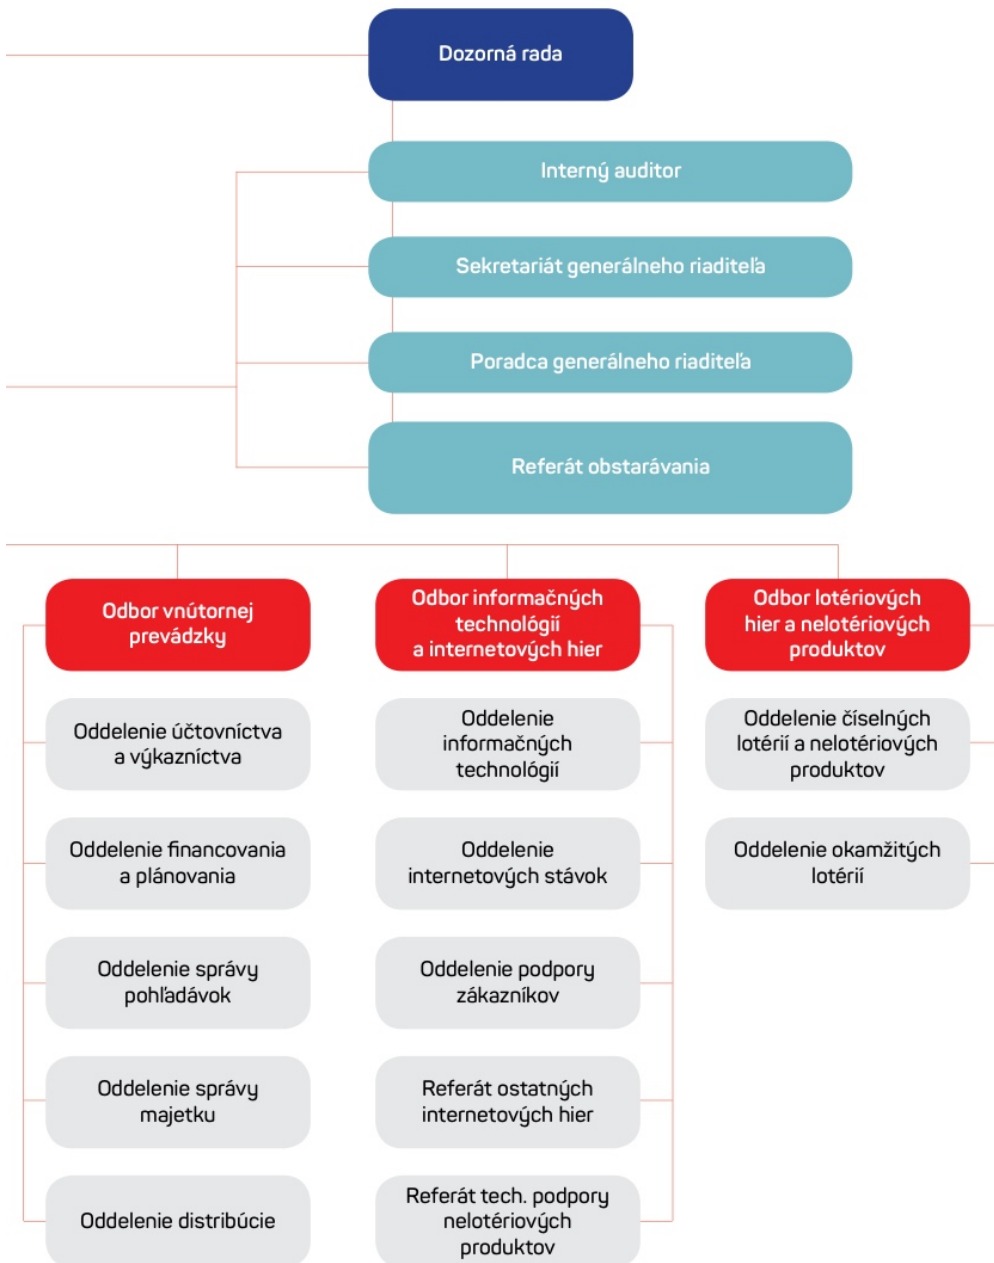 Dozorná rada
Interný auditor
Sekretariát generálneho riaditeľa
Poradca generálneho riaditeľa
Referát obstarávania
Odbor vnútornej
prevádzky
Oddelenie účtovníctva
a výkazníctva
Oddelenie financovania
a plánovania
Oddelenie správy
pohľadávok
Oddelenie správy
majetku
Oddelenie distribúcie
Odbor informačných
technológií
a internetových hier
Oddelenie
informačných
technológií
Oddelenie
internetových stávok
Oddelenie podpory
zákazníkov
Referát ostatných
internetových hier
Referát tech. podpory
nelotériových
produktov
Odbor lotériových
hier a nelotériových
produktov
Oddelenie číselných
lotérií a nelotériových
produktov
Oddelenie okamžitých
lotérií